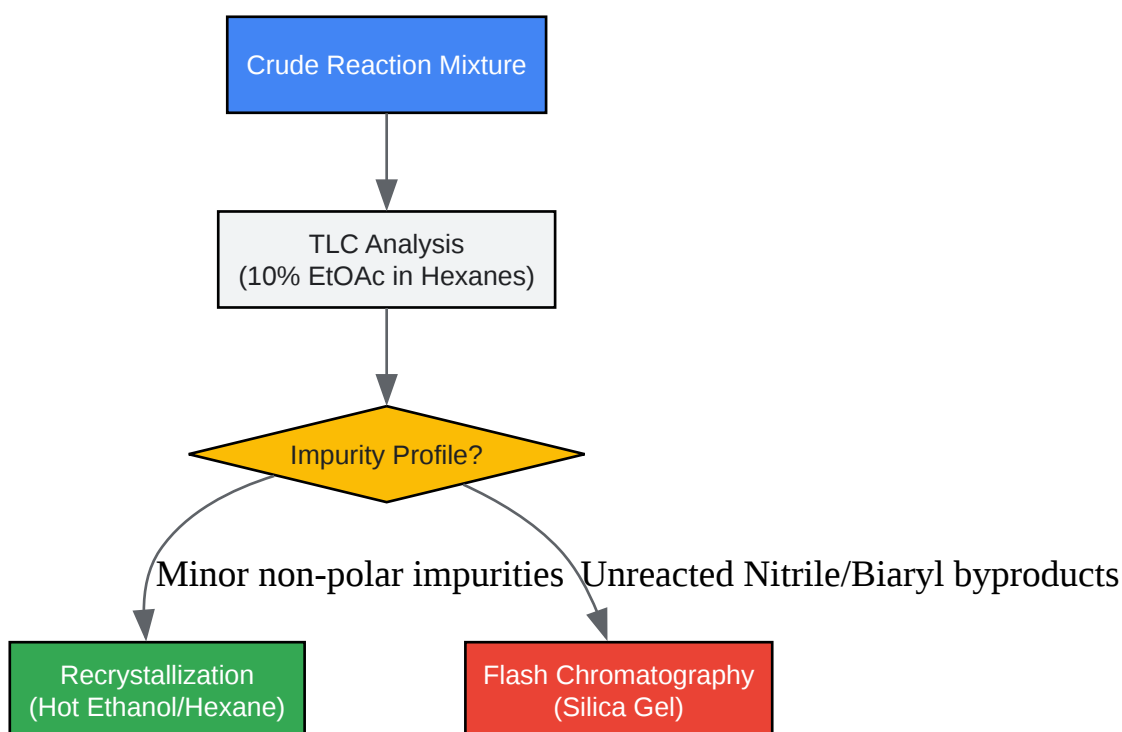 Crude Reaction Mixture
TLC Analysis
(10% EtOAc in Hexanes)
Impurity Profile?
Minor non-polar impurities
Unreacted Nitrile/Biaryl byproducts
Recrystallization
(Hot Ethanol/Hexane)
Flash Chromatography
(Silica Gel)